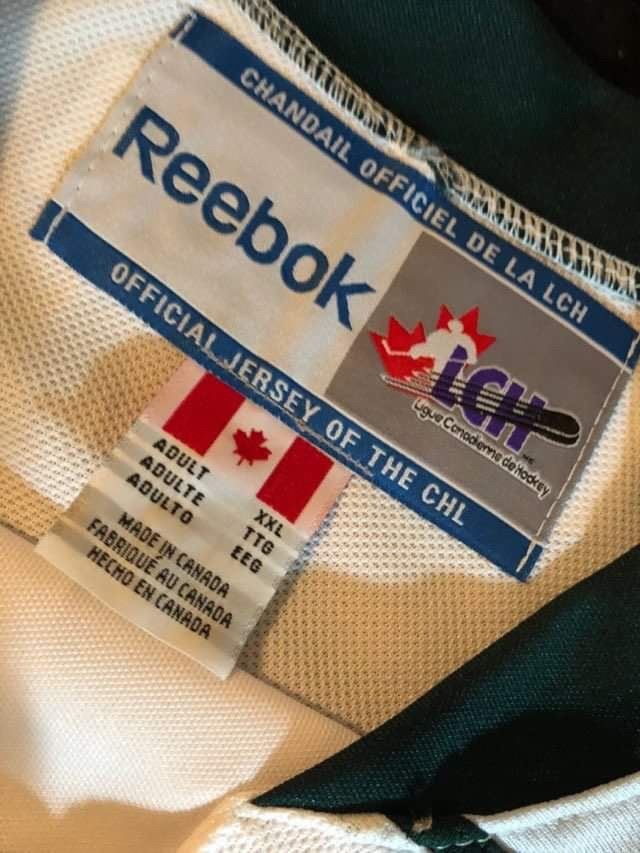 CHANDAIL OFFICIEL DE LA LCH
Reebok
LCH
Ligue Canadienne de Hockey
OFFICIAL JERSEY OF THE CHL
ADULT XXL
ADULTE TTG
ADULTO EEG
MADE IN CANADA
FABRIQUÉ AU CANADA
HECHO EN CANADA